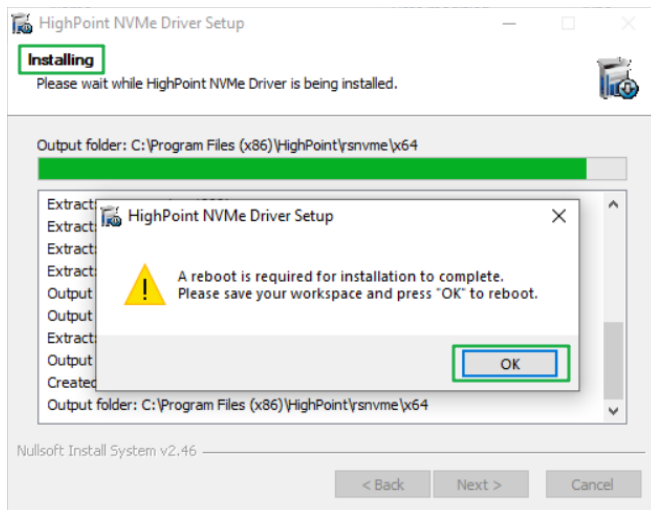 HighPoint NVMe Driver Setup
Installing
Please wait while HighPoint NVMe Driver is being installed.
Output folder: C:\Program Files (x86)\HighPoint\rsnvme\x64
Extract:
Extract:
Extract:
Extract:
Output
Output
Extract:
Output
Created
Output folder: C:\Program Files (x86)\HighPoint\rsnvme\x64
HighPoint NVMe Driver Setup
A reboot is required for installation to complete.
Please save your workspace and press "OK" to reboot.
OK
Nullsoft Install System v2.46
< Back
Next >
Cancel